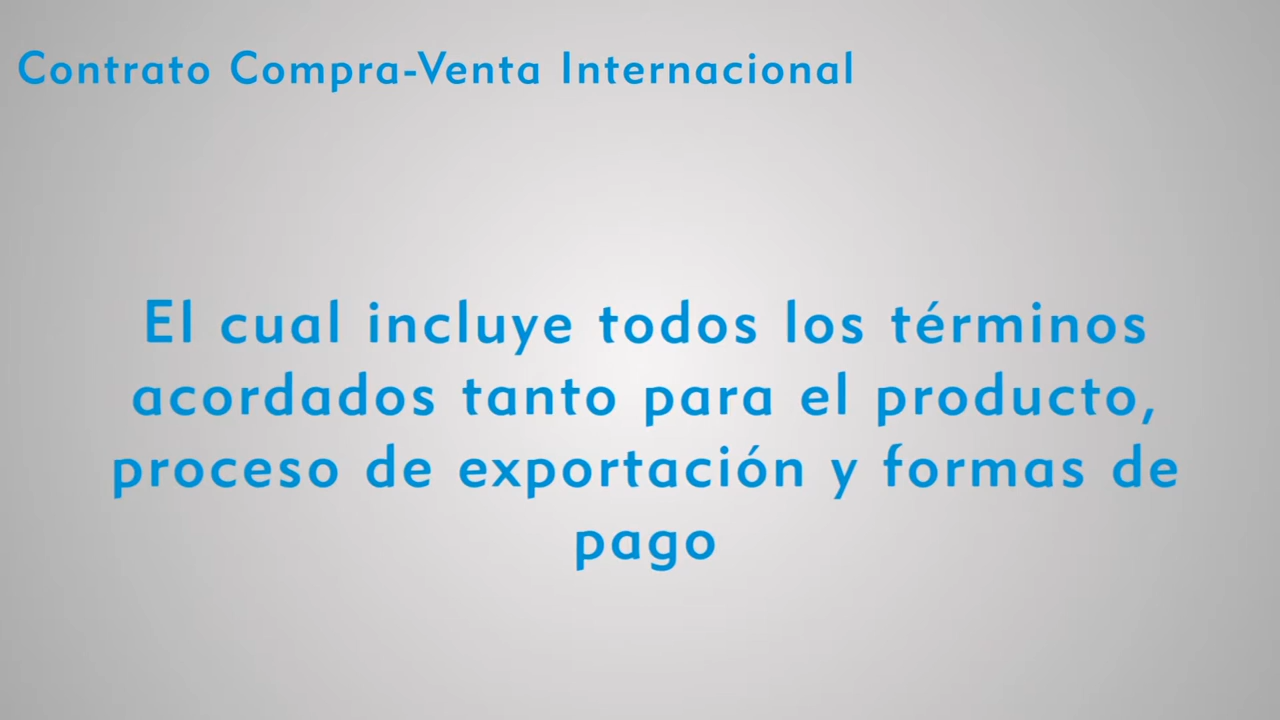 Contrato Compra-Venta Internacional
El cual incluye todos los términos
acordados tanto para el producto,
proceso de exportación y formas de
pago